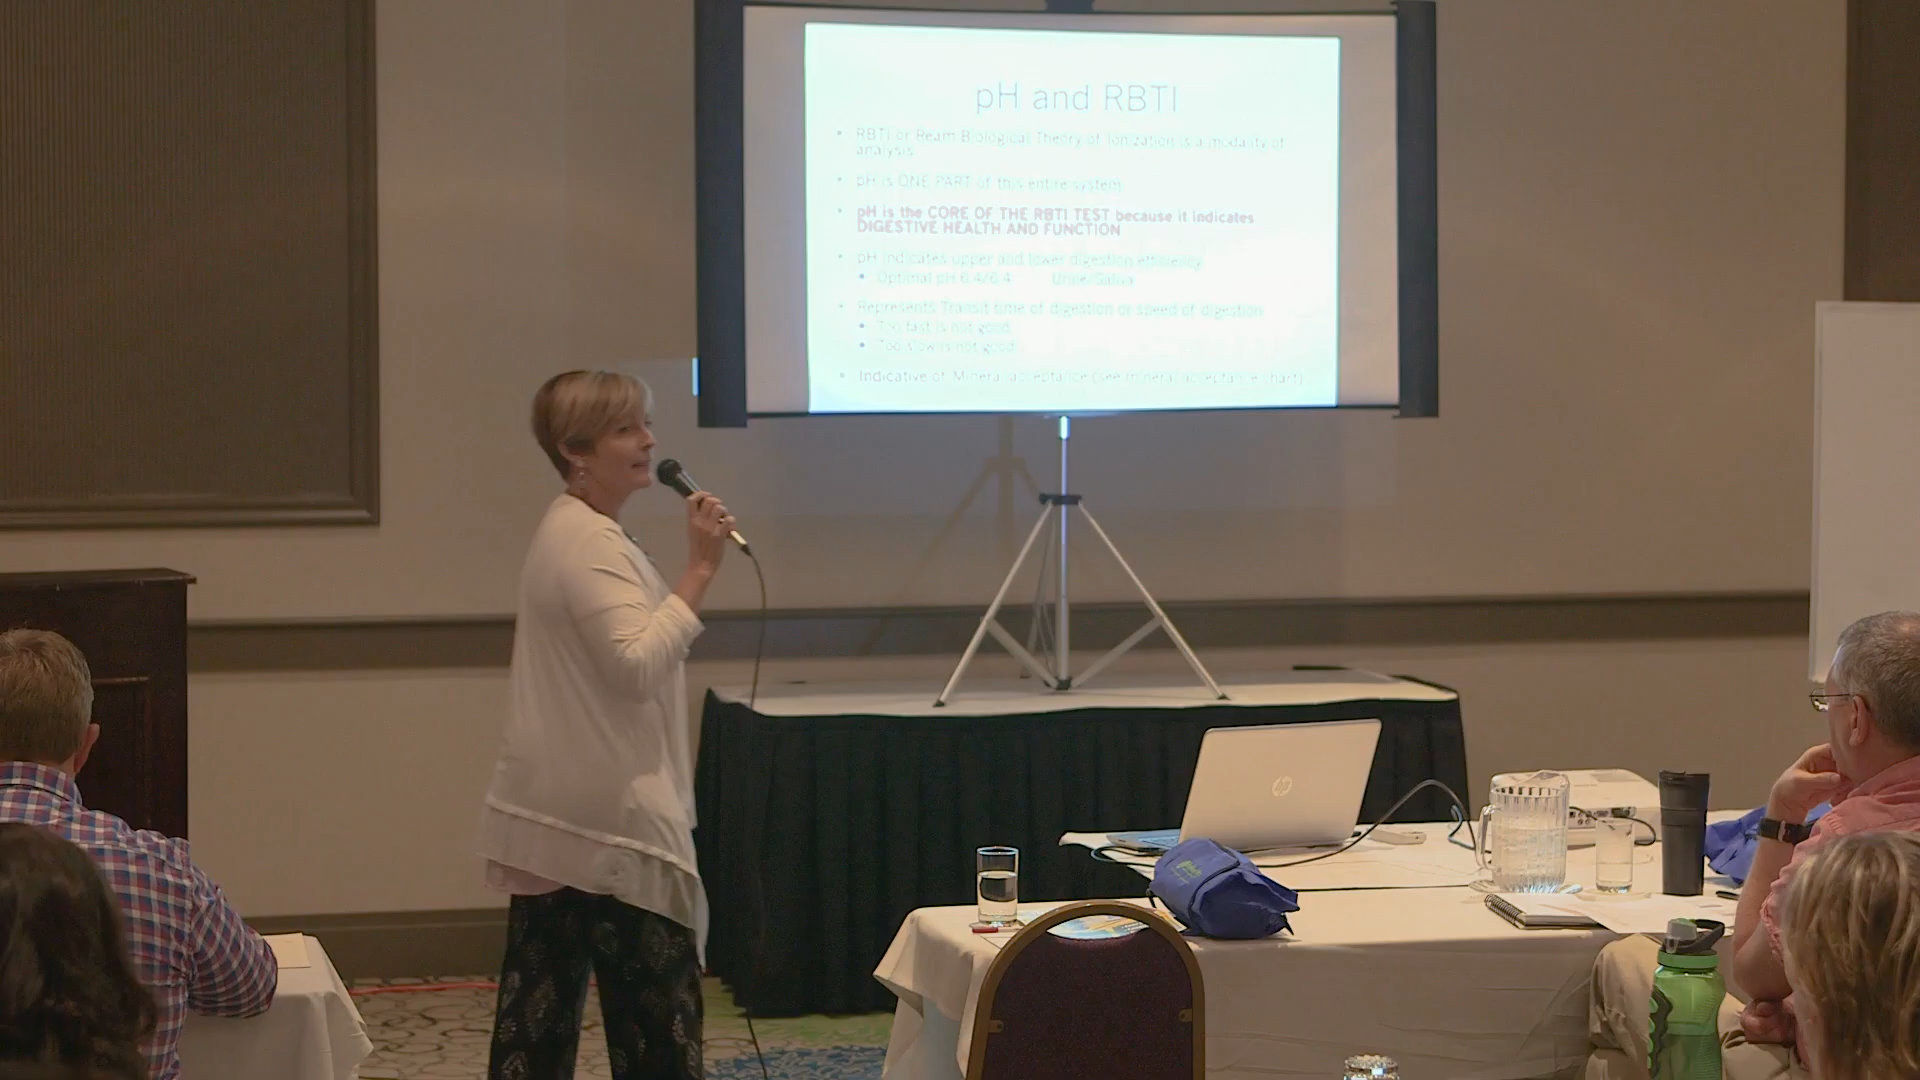 pH and RBTI
• RBTI or Ream Biological Theory of Ionization is a modality of
analysis
• pH is ONE PART of this entire system
• pH is the CORE OF THE RBTI TEST because it indicates
DIGESTIVE HEALTH AND FUNCTION
• pH indicates upper and lower digestion efficiency
• Optimal pH 6.4/6.4 Urine/Saliva
• Represents Transit time of digestion or speed of digestion
• Too fast is not good
• Too slow is not good
• Indicative of Mineral acceptance (see mineral acceptance chart)
hp